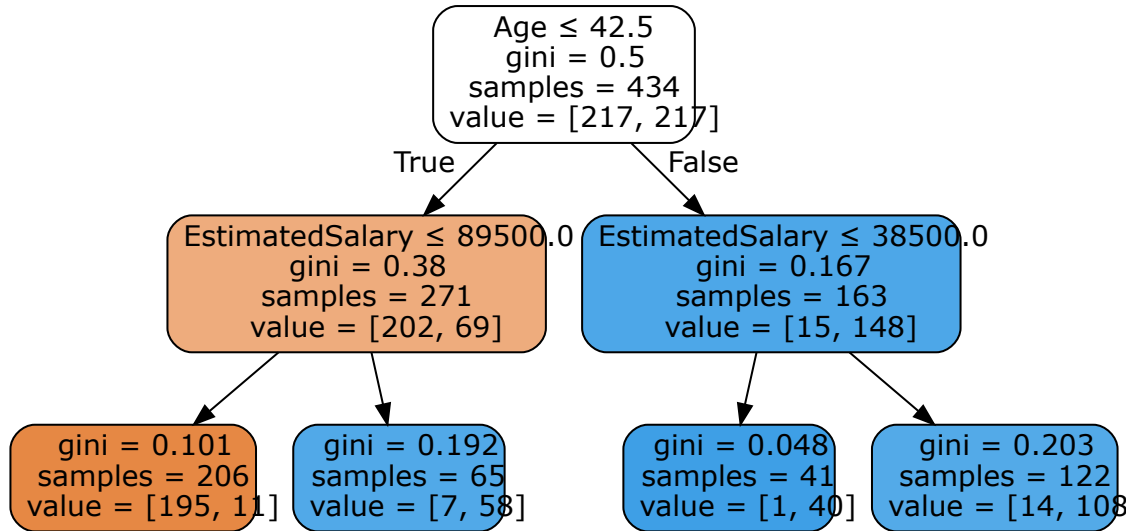 Age ≤ 42.5
gini = 0.5
samples = 434
value = [217, 217]
True
False
EstimatedSalary ≤ 89500.0
gini = 0.38
samples = 271
value = [202, 69]
EstimatedSalary ≤ 38500.0
gini = 0.167
samples = 163
value = [15, 148]
gini = 0.101
samples = 206
value = [195, 11]
gini = 0.192
samples = 65
value = [7, 58]
gini = 0.048
samples = 41
value = [1, 40]
gini = 0.203
samples = 122
value = [14, 108